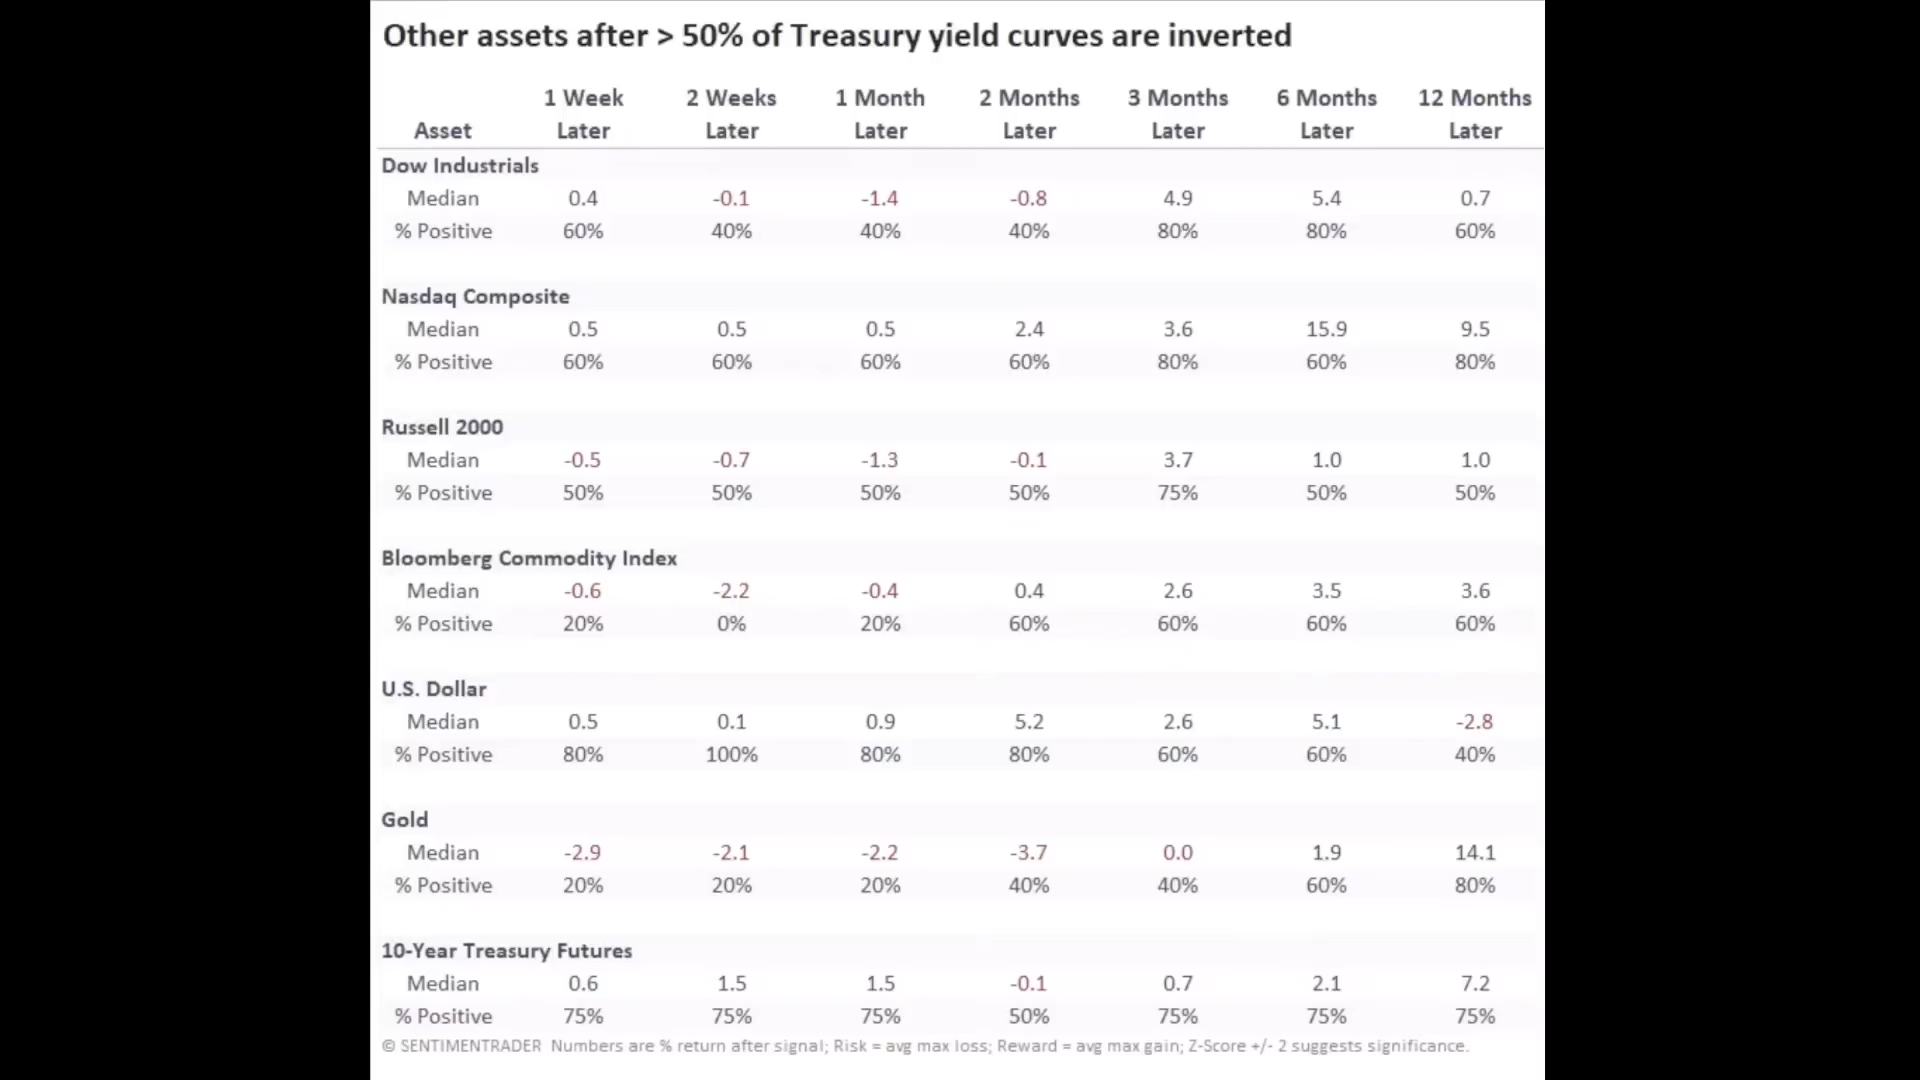 Other assets after > 50% of Treasury yield curves are inverted
1 Week 2 Weeks 1 Month 2 Months 3 Months 6 Months 12 Months
Asset Later Later Later Later Later Later Later
Dow Industrials
Median 0.4 -0.1 -1.4 -0.8 4.9 5.4 0.7
% Positive 60% 40% 40% 40% 80% 80% 60%
Nasdaq Composite
Median 0.5 0.5 0.5 2.4 3.6 15.9 9.5
% Positive 60% 60% 60% 60% 80% 60% 80%
Russell 2000
Median -0.5 -0.7 -1.3 -0.1 3.7 1.0 1.0
% Positive 50% 50% 50% 50% 75% 50% 50%
Bloomberg Commodity Index
Median -0.6 -2.2 -0.4 0.4 2.6 3.5 3.6
% Positive 20% 0% 20% 60% 60% 60% 60%
U.S. Dollar
Median 0.5 0.1 0.9 5.2 2.6 5.1 -2.8
% Positive 80% 100% 80% 80% 60% 60% 40%
Gold
Median -2.9 -2.1 -2.2 -3.7 0.0 1.9 14.1
% Positive 20% 20% 20% 40% 40% 60% 80%
10-Year Treasury Futures
Median 0.6 1.5 1.5 -0.1 0.7 2.1 7.2
% Positive 75% 75% 75% 50% 75% 75% 75%
© SENTIMENTRADER Numbers are % return after signal; Risk = avg max loss; Reward = avg max gain; Z-Score +/- 2 suggests significance.